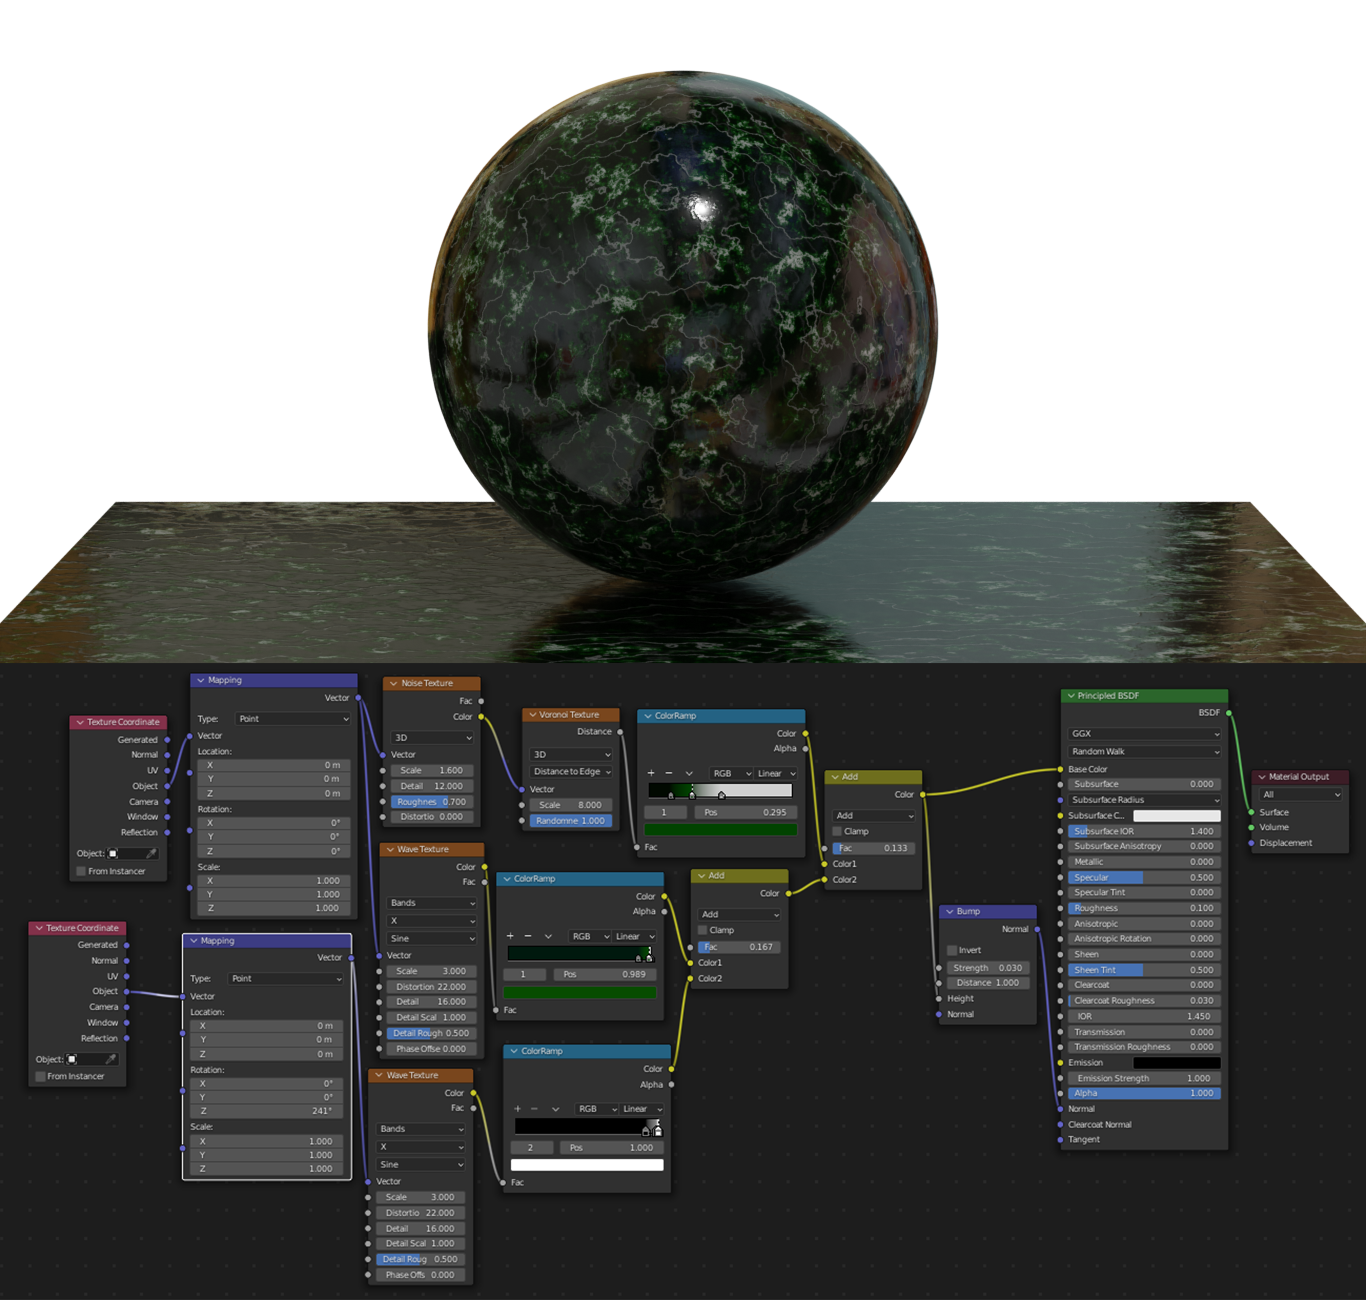 Texture Coordinate
Generated
Normal
UV
Object
Camera
Window
Reflection
Object:
From Instancer
Mapping
Vector
Type: Point
Vector
Location:
X 0 m
Y 0 m
Z 0 m
Rotation:
X 0°
Y 0°
Z 0°
Scale:
X 1.000
Y 1.000
Z 1.000
Noise Texture
Fac
Color
3D
Vector
Scale 1.600
Detail 12.000
Roughnes 0.700
Distortio 0.000
Voronoi Texture
Distance
3D
Distance to Edge
Vector
Scale 8.000
Randomne 1.000
ColorRamp
Color
Alpha
+ − RGB Linear
1 Pos 0.295
Fac
Add
Color
Add
Clamp
Fac 0.133
Color1
Color2
Principled BSDF
BSDF
GGX
Random Walk
Base Color
Subsurface 0.000
Subsurface Radius
Subsurface C...
Subsurface IOR 1.400
Subsurface Anisotropy 0.000
Metallic 0.000
Specular 0.500
Specular Tint 0.000
Roughness 0.100
Anisotropic 0.000
Anisotropic Rotation 0.000
Sheen 0.000
Sheen Tint 0.500
Clearcoat 0.000
Clearcoat Roughness 0.030
IOR 1.450
Transmission 0.000
Transmission Roughness 0.000
Emission
Emission Strength 1.000
Alpha 1.000
Normal
Clearcoat Normal
Tangent
Material Output
All
Surface
Volume
Displacement
Texture Coordinate
Generated
Normal
UV
Object
Camera
Window
Reflection
Object:
From Instancer
Mapping
Vector
Type: Point
Vector
Location:
X 0 m
Y 0 m
Z 0 m
Rotation:
X 0°
Y 0°
Z 241°
Scale:
X 1.000
Y 1.000
Z 1.000
Wave Texture
Color
Fac
Bands
X
Sine
Vector
Scale 3.000
Distortion 22.000
Detail 16.000
Detail Scal 1.000
Detail Rough 0.500
Phase Offse 0.000
ColorRamp
Color
Alpha
+ − RGB Linear
1 Pos 0.989
Fac
Add
Color
Add
Clamp
Fac 0.167
Color1
Color2
Bump
Normal
Invert
Strength 0.030
Distance 1.000
Height
Normal
Wave Texture
Color
Fac
Bands
X
Sine
Vector
Scale 3.000
Distortio 22.000
Detail 16.000
Detail Scal 1.000
Detail Roug 0.500
Phase Offs 0.000
ColorRamp
Color
Alpha
+ − RGB Linear
2 Pos 1.000
Fac